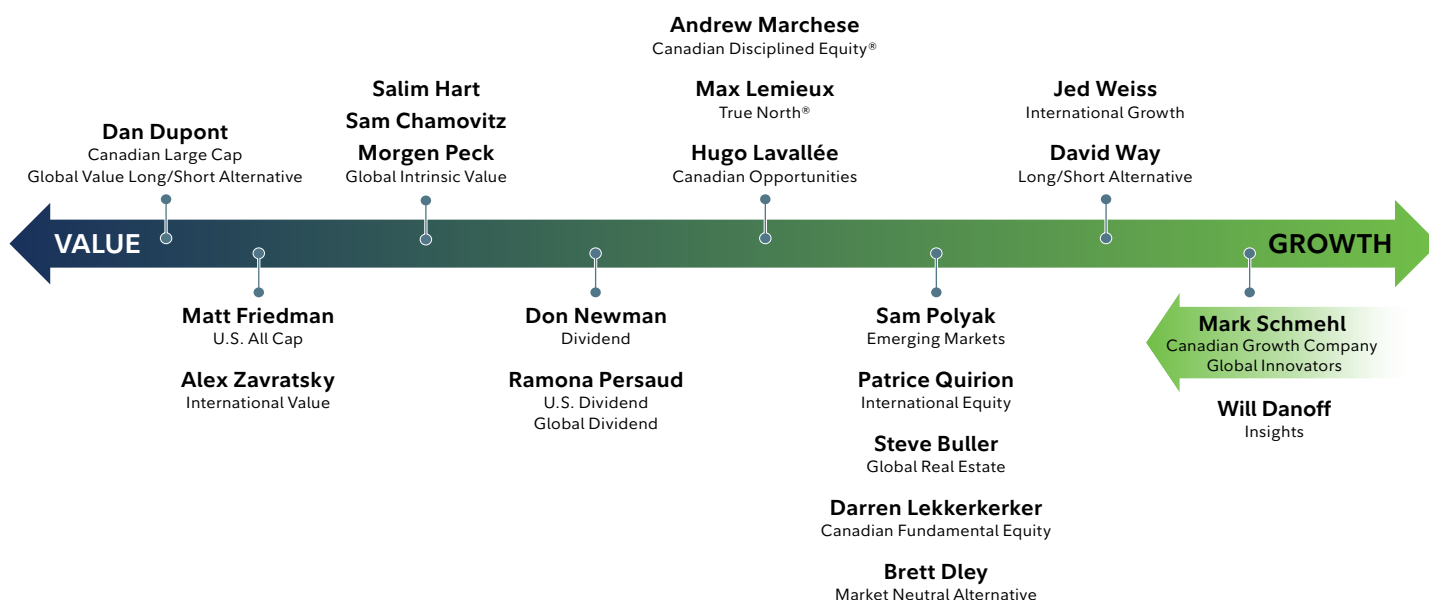 Andrew Marchese
Canadian Disciplined Equity®
Salim Hart
Sam Chamovitz
Morgen Peck
Global Intrinsic Value
Max Lemieux
True North®
Jed Weiss
International Growth
Dan Dupont
Canadian Large Cap
Global Value Long/Short Alternative
Hugo Lavallée
Canadian Opportunities
David Way
Long/Short Alternative
VALUE
GROWTH
Matt Friedman
U.S. All Cap
Alex Zavratsky
International Value
Don Newman
Dividend
Ramona Persaud
U.S. Dividend
Global Dividend
Sam Polyak
Emerging Markets
Patrice Quirion
International Equity
Steve Buller
Global Real Estate
Darren Lekkerkerker
Canadian Fundamental Equity
Brett Dley
Market Neutral Alternative
Mark Schmehl
Canadian Growth Company
Global Innovators
Will Danoff
Insights